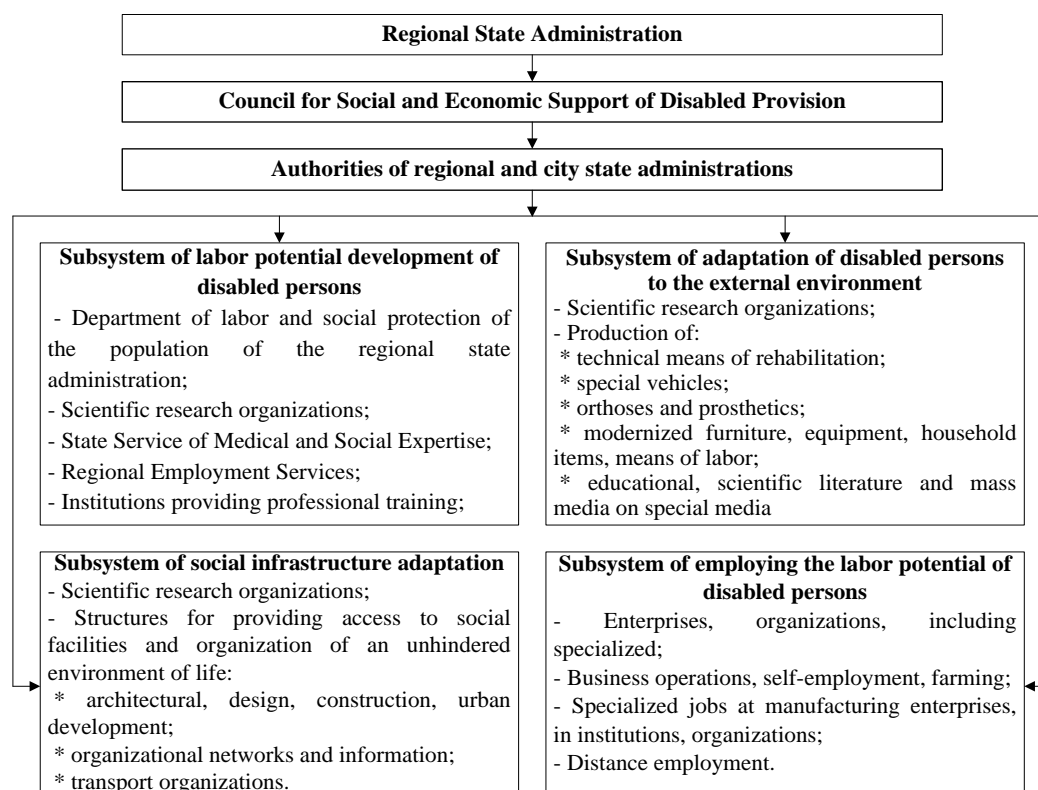 Regional State Administration
Council for Social and Economic Support of Disabled Provision
Authorities of regional and city state administrations
Subsystem of labor potential development of
disabled persons
- Department of labor and social protection of
the population of the regional state
administration;
- Scientific research organizations;
- State Service of Medical and Social Expertise;
- Regional Employment Services;
- Institutions providing professional training;
Subsystem of adaptation of disabled persons
to the external environment
- Scientific research organizations;
- Production of:
* technical means of rehabilitation;
* special vehicles;
* orthoses and prosthetics;
* modernized furniture, equipment, household
items, means of labor;
* educational, scientific literature and mass
media on special media
Subsystem of social infrastructure adaptation
- Scientific research organizations;
- Structures for providing access to social
facilities and organization of an unhindered
environment of life:
* architectural, design, construction, urban
development;
* organizational networks and information;
* transport organizations.
Subsystem of employing the labor potential of
disabled persons
- Enterprises, organizations, including
specialized;
- Business operations, self-employment, farming;
- Specialized jobs at manufacturing enterprises,
in institutions, organizations;
- Distance employment.